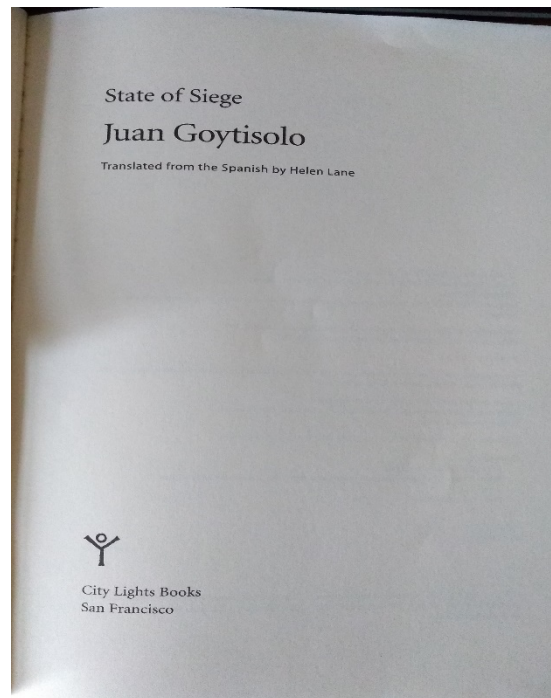 State of Siege
Juan Goytisolo
Translated from the Spanish by Helen Lane
City Lights Books
San Francisco